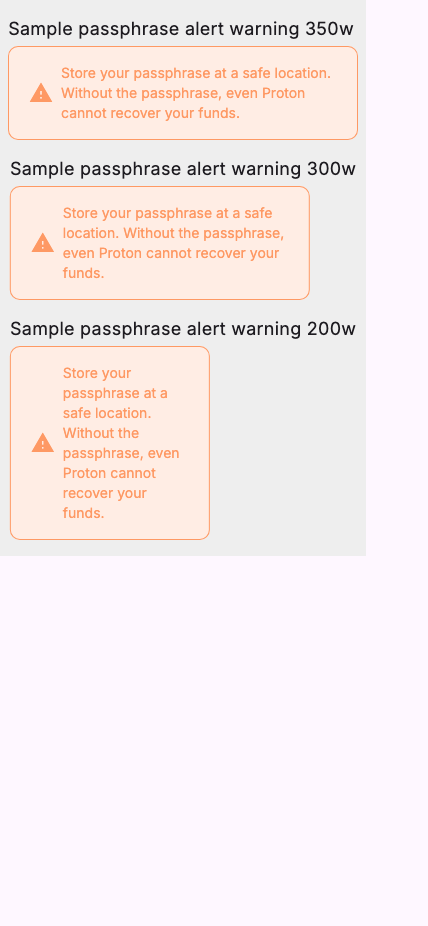 Sample passphrase alert warning 350w
Store your passphrase at a safe location.
Without the passphrase, even Proton
cannot recover your funds.
Sample passphrase alert warning 300w
Store your passphrase at a safe
location. Without the passphrase,
even Proton cannot recover your
funds.
Sample passphrase alert warning 200w
Store your
passphrase at a
safe location.
Without the
passphrase, even
Proton cannot
recover your
funds.